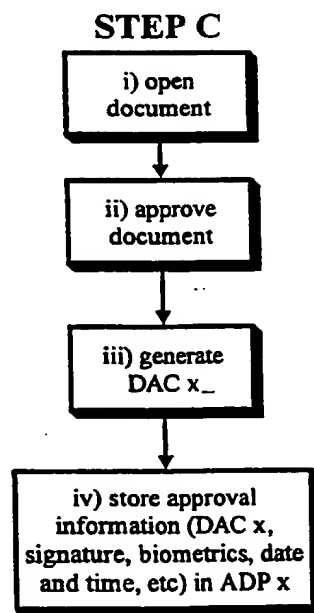 STEP C
i) open
document
ii) approve
document
iii) generate
DAC x_
iv) store approval
information (DAC x,
signature, biometrics, date
and time, etc) in ADP x